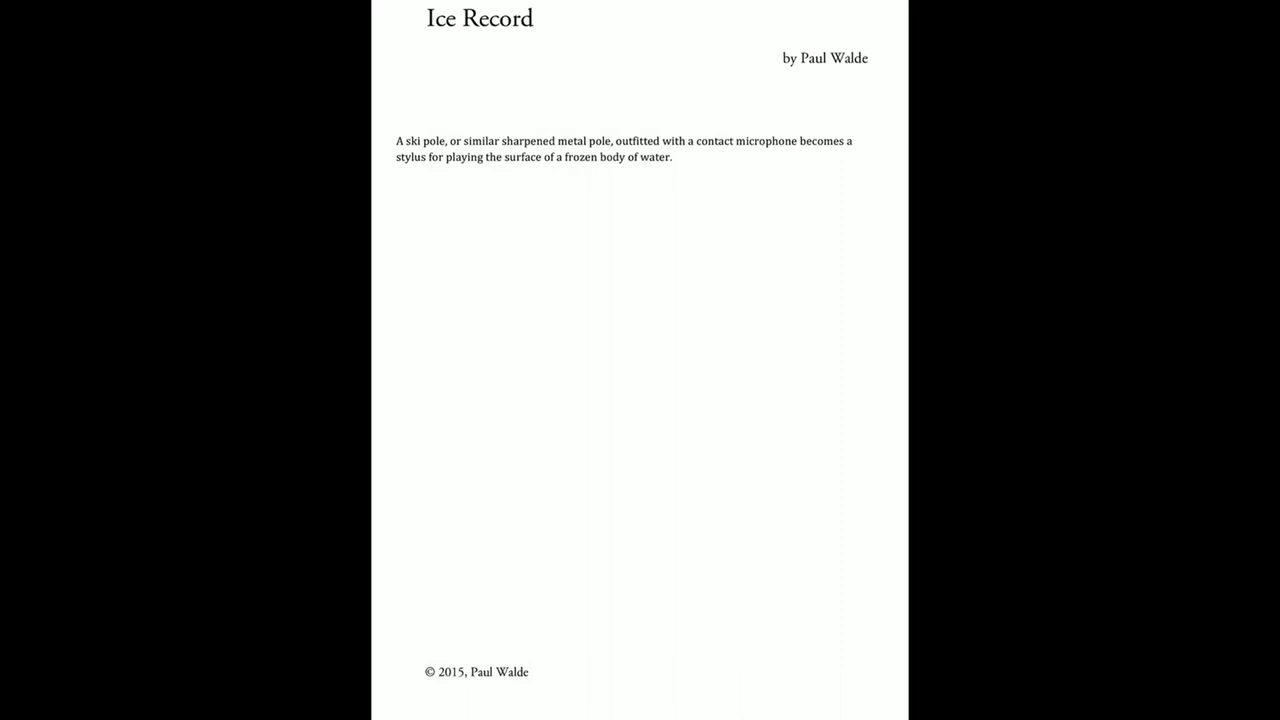 Ice Record
by Paul Walde
A ski pole, or similar sharpened metal pole, outfitted with a contact microphone becomes a
stylus for playing the surface of a frozen body of water.
© 2015, Paul Walde